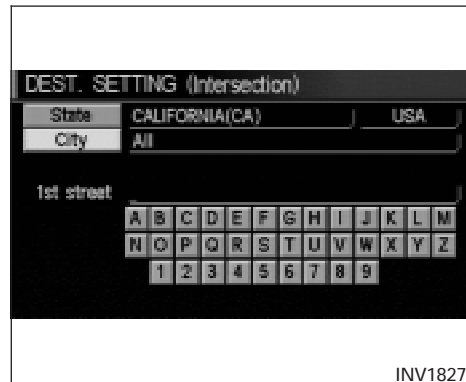 DEST. SETTING (Intersection)
State CALIFORNIA(CA) USA
City All
1st street
A B C D E F G H I J K L M
N O P Q R S T U V W X Y Z
1 2 3 4 5 6 7 8 9
INV1827